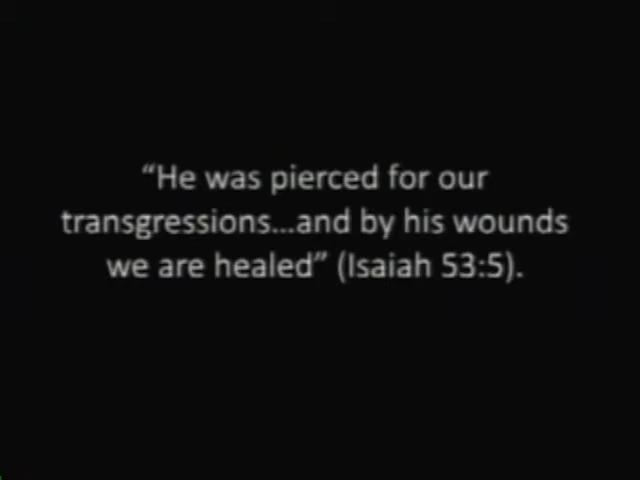 “He was pierced for our
transgressions...and by his wounds
we are healed” (Isaiah 53:5).